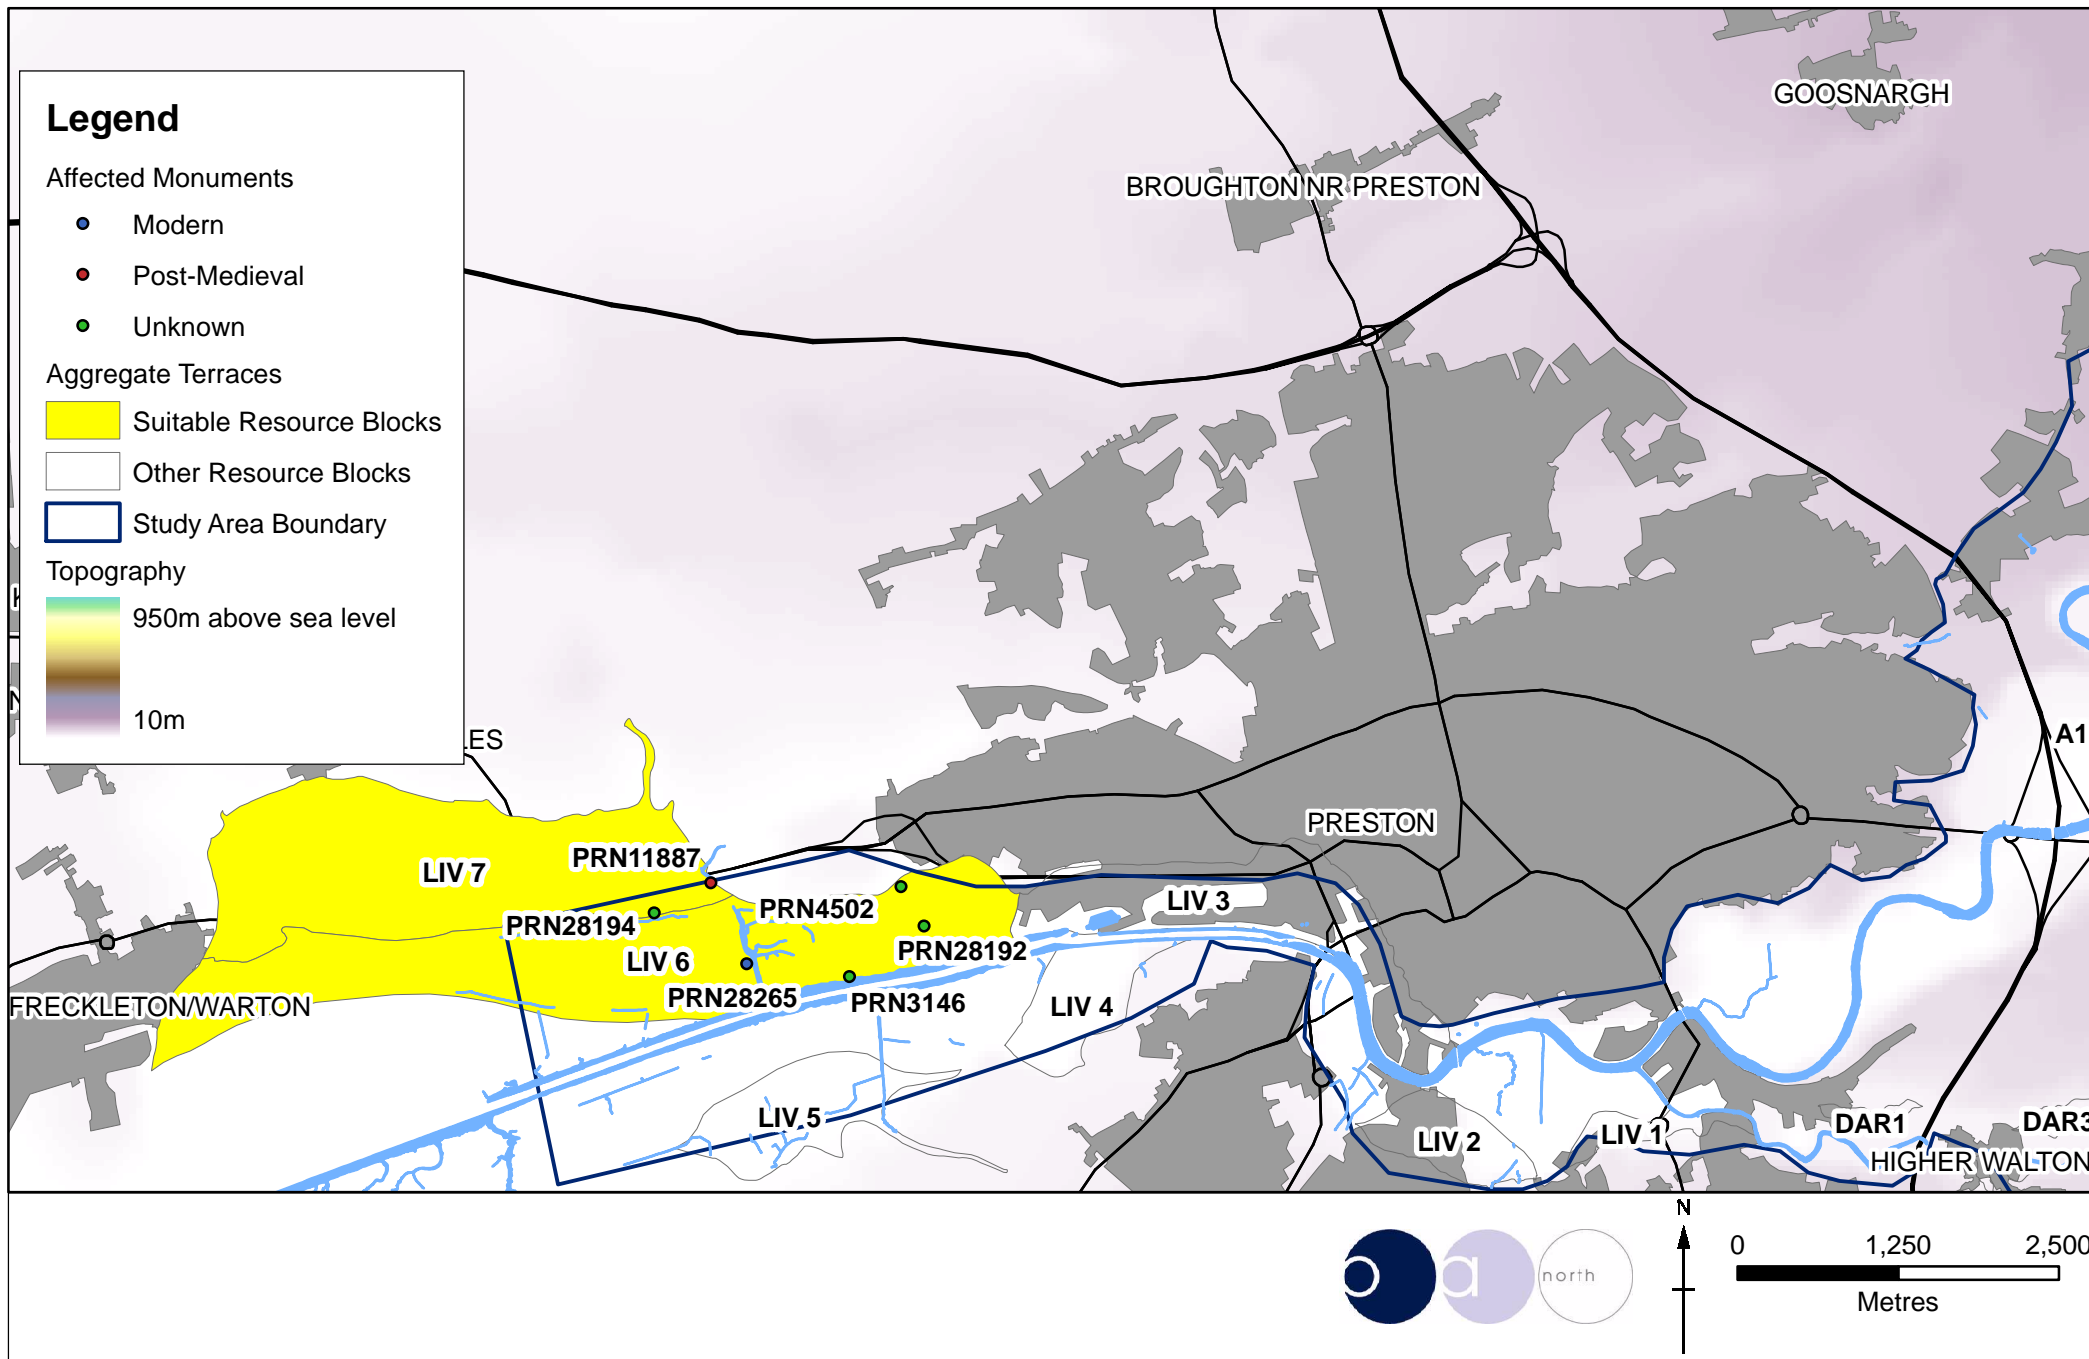 Legend
Affected Monuments
Modern
Post-Medieval
Unknown
Aggregate Terraces
Suitable Resource Blocks
Other Resource Blocks
Study Area Boundary
Topography
950m above sea level
10m
GOOSNARGH
BROUGHTON NR PRESTON
LES
A1
PRESTON
PRN11887
LIV 7
LIV 3
PRN4502
PRN28194
PRN28192
LIV 6
PRN28265
PRN3146
LIV 4
FRECKLETON/WARTON
LIV 5
LIV 2
LIV 1
DAR1
DAR3
HIGHER WALTON
N
0 1,250 2,500
Metres
o a north